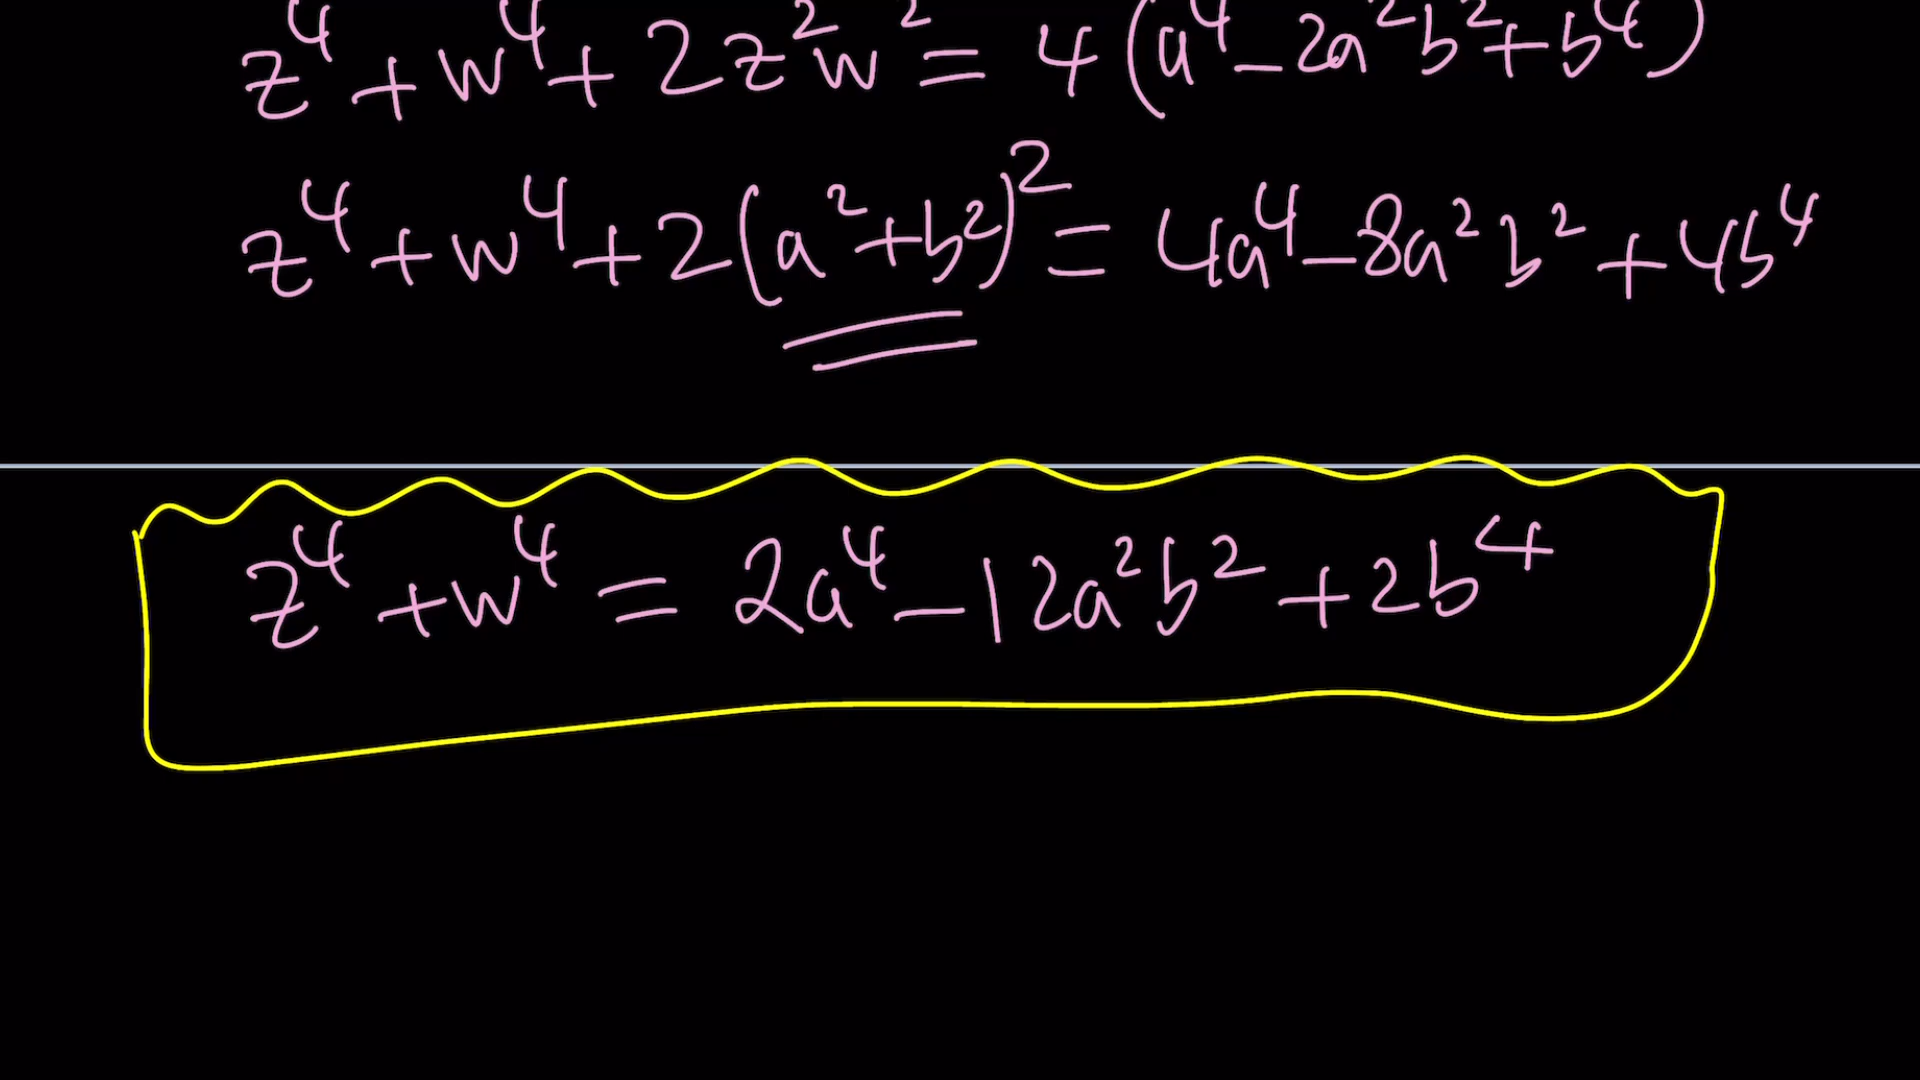 z⁴ + w⁴ + 2z²w² = 4(a⁴ - 2a²b² + b⁴)
z⁴ + w⁴ + 2(a² + b²)² = 4a⁴ - 8a²b² + 4b⁴
z⁴ + w⁴ = 2a⁴ - 12a²b² + 2b⁴